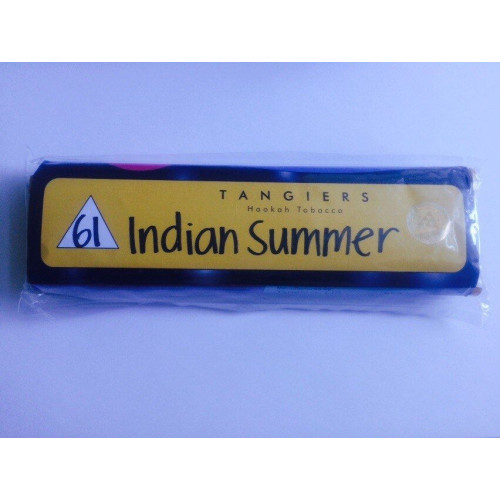 TANGIERS
Hookah Tobacco
61 Indian Summer